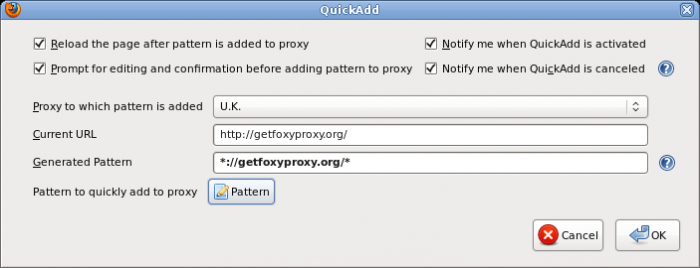 QuickAdd
Reload the page after pattern is added to proxy
Notify me when QuickAdd is activated
Prompt for editing and confirmation before adding pattern to proxy
Notify me when QuickAdd is canceled
Proxy to which pattern is added
U.K.
Current URL
http://getfoxyproxy.org/
Generated Pattern
*://getfoxyproxy.org/*
Pattern to quickly add to proxy
Pattern
Cancel
OK